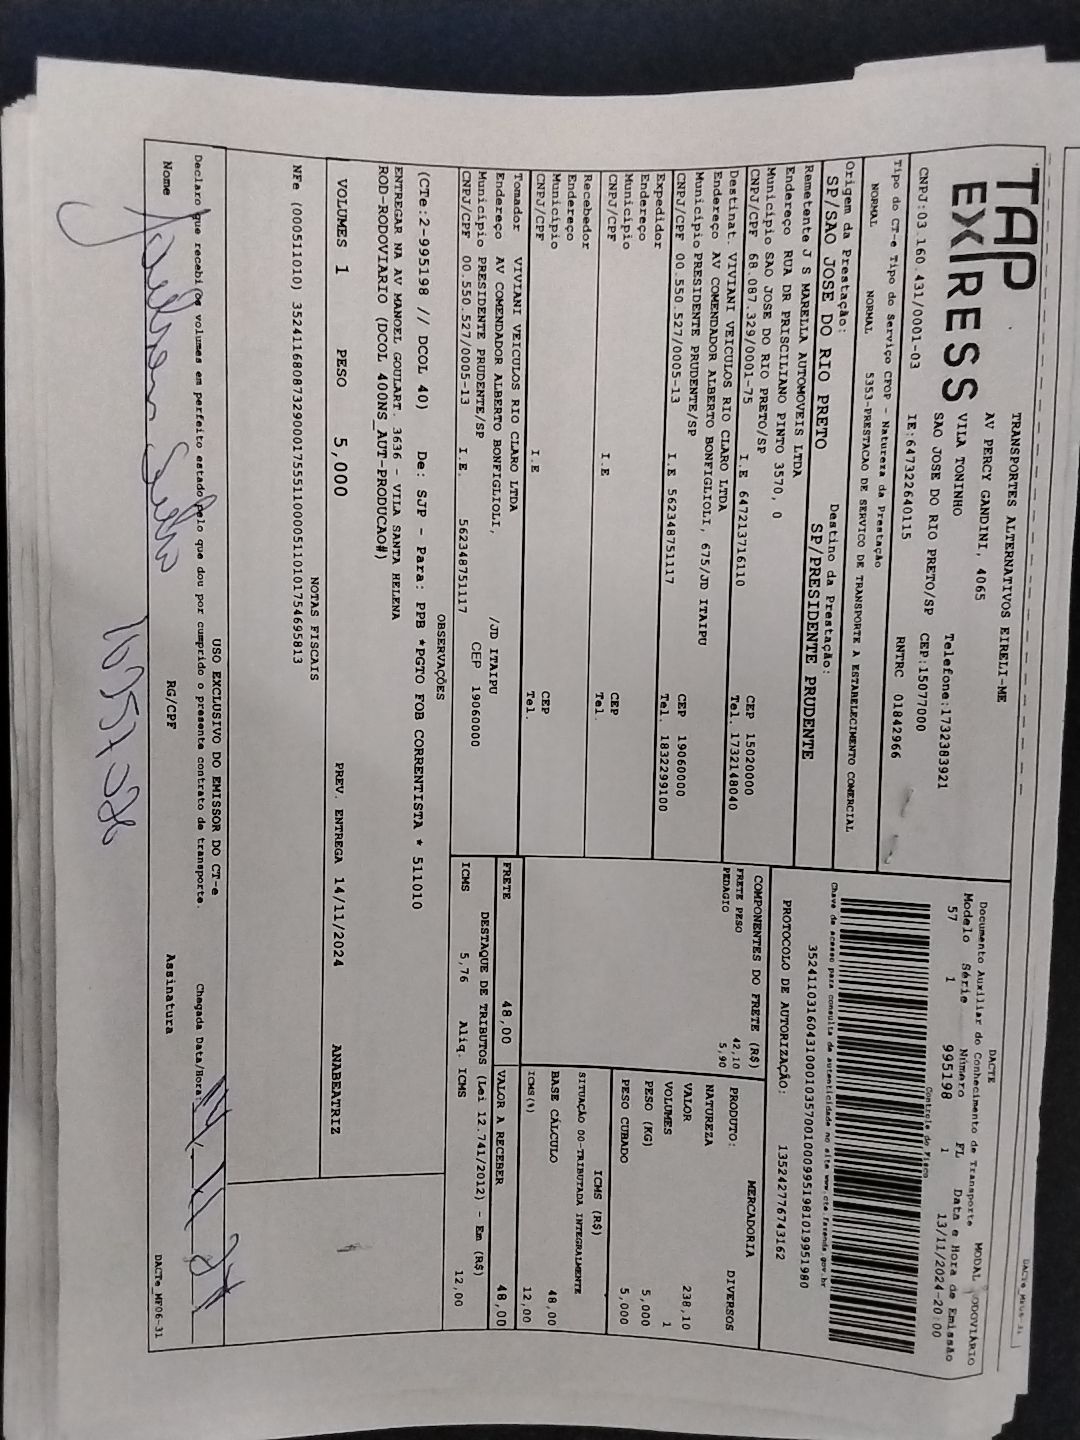 TAP
EXPRESS
TRANSPORTES ALTERNATIVOS EIRELI-ME
AV PERCY GANDINI, 4065
VILA TONINHO Telefone:1732383921
SAO JOSE DO RIO PRETO/SP CEP:15077000
CNPJ:03.160.431/0001-03 IE:647322640115 RNTRC 01842966
Tipo do CT-e Tipo do Serviço CFOP - Natureza da Prestação
NORMAL NORMAL 5353-PRESTACAO DE SERVICO DE TRANSPORTE A ESTABELECIMENTO COMERCIAL
Origem da Prestação: Destino da Prestação:
SP/SAO JOSE DO RIO PRETO SP/PRESIDENTE PRUDENTE
Remetente J S MARELLA AUTOMOVEIS LTDA
Endereço RUA DR PRISCILIANO PINTO 3570, 0
Município SAO JOSE DO RIO PRETO/SP CEP 15020000
CNPJ/CPF 68.087.329/0001-75 I.E 647213716110 Tel. 1732148040
Destinat. VIVIANI VEICULOS RIO CLARO LTDA
Endereço AV COMENDADOR ALBERTO BONFIGLIOLI, 675/JD ITAIPU
Município PRESIDENTE PRUDENTE/SP CEP 19060000
CNPJ/CPF 00.550.527/0005-13 I.E 562348751117 Tel. 1832299100
Expedidor
Endereço
Município CEP
CNPJ/CPF I.E Tel
Recebedor
Endereço
Município CEP
CNPJ/CPF I.E Tel.
Tomador VIVIANI VEICULOS RIO CLARO LTDA
Endereço AV COMENDADOR ALBERTO BONFIGLIOLI, /JD ITAIPU
Município PRESIDENTE PRUDENTE/SP CEP 19060000
CNPJ/CPF 00.550.527/0005-13 I.E. 562348751117
DACTE
Documento Auxiliar do Conhecimento de Transporte MODAL RODOVIÁRIO
Modelo Série Número FL Data e Hora de Emissão
57 1 995198 1 13/11/2024-20:00
Controle do Fisco
Chave de acesso para consulta de autenticidade no site www.cte.fazenda.gov.br
35241103160431000103570010009951981019951980
PROTOCOLO DE AUTORIZAÇÃO: 135242776743162
COMPONENTES DO FRETE (R$)
FRETE PESO 42,10
PEDAGIO 5,90
PRODUTO: MERCADORIA DIVERSOS
NATUREZA
VALOR 238,10
VOLUMES 1
PESO (KG) 5,000
PESO CUBADO 5,000
ICMS (R$)
SITUAÇÃO 00-TRIBUTADA INTEGRALMENTE
BASE CÁLCULO 48,00
ICMS(%) 12,00
FRETE 48,00 VALOR A RECEBER 48,00
DESTAQUE DE TRIBUTOS (Lei 12.741/2012) - Em (R$)
ICMS 5,76 Aliq. ICMS 12,00
OBSERVAÇÕES
(CTe:2-995198 // DCOL 40) De: SJP - Para: PPB *PGTO FOB CORRENTISTA * 511010
ENTREGAR NA AV MANOEL GOULART. 3636 - VILA SANTA HELENA
ROD-RODOVIARIO (DCOL 400NS_AUT-PRODUCAO#)
VOLUMES 1 PESO 5,000 PREV. ENTREGA 14/11/2024 ANABEATRIZ
NOTAS FISCAIS
NFe (000511010) 35241168087329000175551100005110101754695813
USO EXCLUSIVO DO EMISSOR DO CT-e
Declaro que recebi os volumes em perfeito estado pelo que dou por cumprido o presente contrato de transporte. Chegada Data/Hora:
Nome RG/CPF Assinatura
DACTe_MF06-31